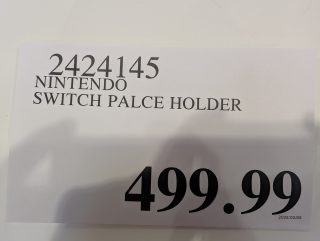 2424145
NINTENDO
SWITCH PALCE HOLDER
499.99